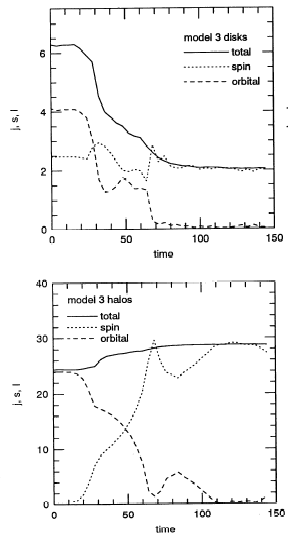 model 3 disks
total
spin
orbital
6
4
2
0
j, s, l
0
50
100
150
time
model 3 halos
total
spin
orbital
40
30
20
10
0
j, s, l
0
50
100
150
time